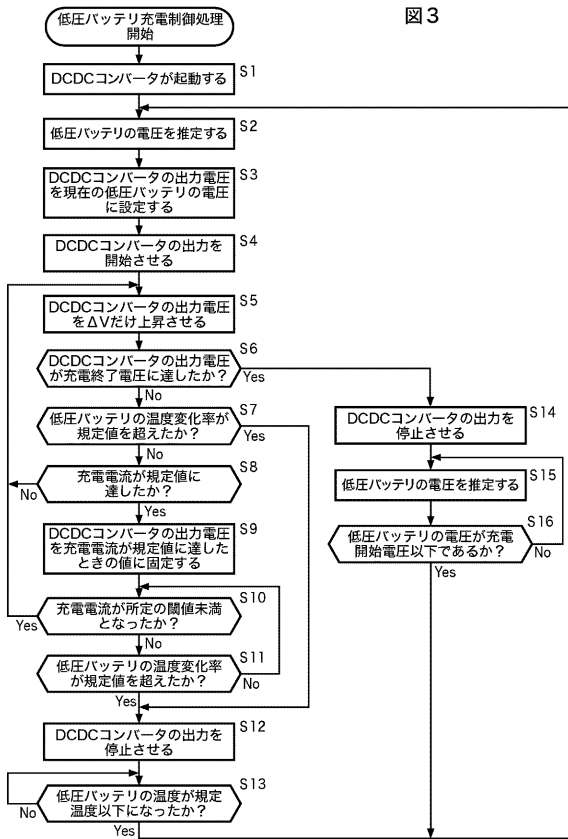 図3
低圧バッテリ充電制御処理
開始
DCDCコンバータが起動する
S1
低圧バッテリの電圧を推定する
S2
DCDCコンバータの出力電圧
を現在の低圧バッテリの電圧
に設定する
S3
DCDCコンバータの出力を
開始させる
S4
DCDCコンバータの出力電圧
をΔVだけ上昇させる
S5
DCDCコンバータの出力電圧
が充電終了電圧に達したか?
S6
Yes
No
低圧バッテリの温度変化率が
規定値を超えたか?
S7
Yes
No
充電電流が規定値に
達したか?
S8
No
Yes
DCDCコンバータの出力電圧
を充電電流が規定値に達した
ときの値に固定する
S9
充電電流が所定の閾値未満
となったか?
S10
Yes
No
低圧バッテリの温度変化率
が規定値を超えたか?
S11
No
Yes
DCDCコンバータの出力を
停止させる
S12
低圧バッテリの温度が規定
温度以下になったか?
S13
No
Yes
DCDCコンバータの出力を
停止させる
S14
低圧バッテリの電圧を推定する
S15
低圧バッテリの電圧が充電
開始電圧以下であるか?
S16
No
Yes